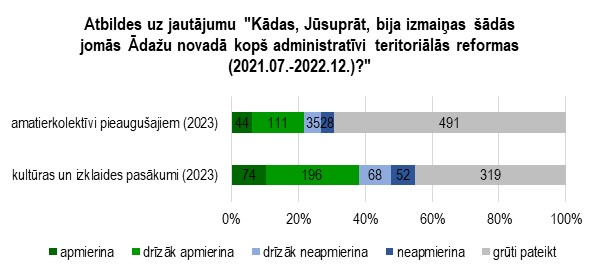 Atbildes uz jautājumu "Kādas, Jūsuprāt, bija izmaiņas šādās
jomās Ādažu novadā kopš administratīvi teritoriālās reformas
(2021.07.-2022.12.)?"
amatierkolektīvi pieaugušajiem (2023) 44 111 35 28 491
kultūras un izklaides pasākumi (2023) 74 196 68 52 319
0% 20% 40% 60% 80% 100%
apmierina drīzāk apmierina drīzāk neapmierina neapmierina grūti pateikt